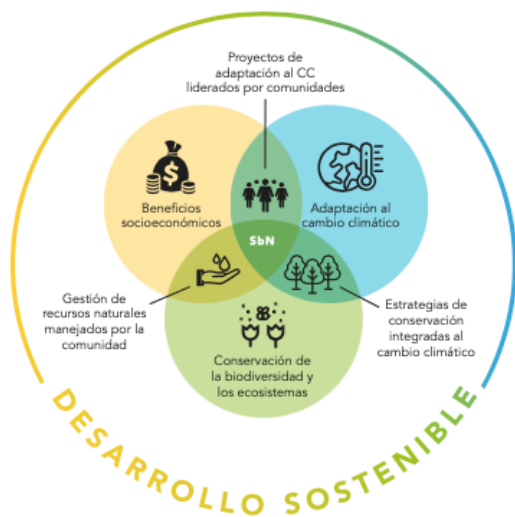 Proyectos de
adaptación al CC
liderados por comunidades
$
Beneficios
socioeconómicos
Adaptación al
cambio climático
SbN
Gestión de
recursos naturales
manejados por la
comunidad
Estrategias de
conservación
integradas al
cambio climático
Conservación de
la biodiversidad y
los ecosistemas
DESARROLLO SOSTENIBLE